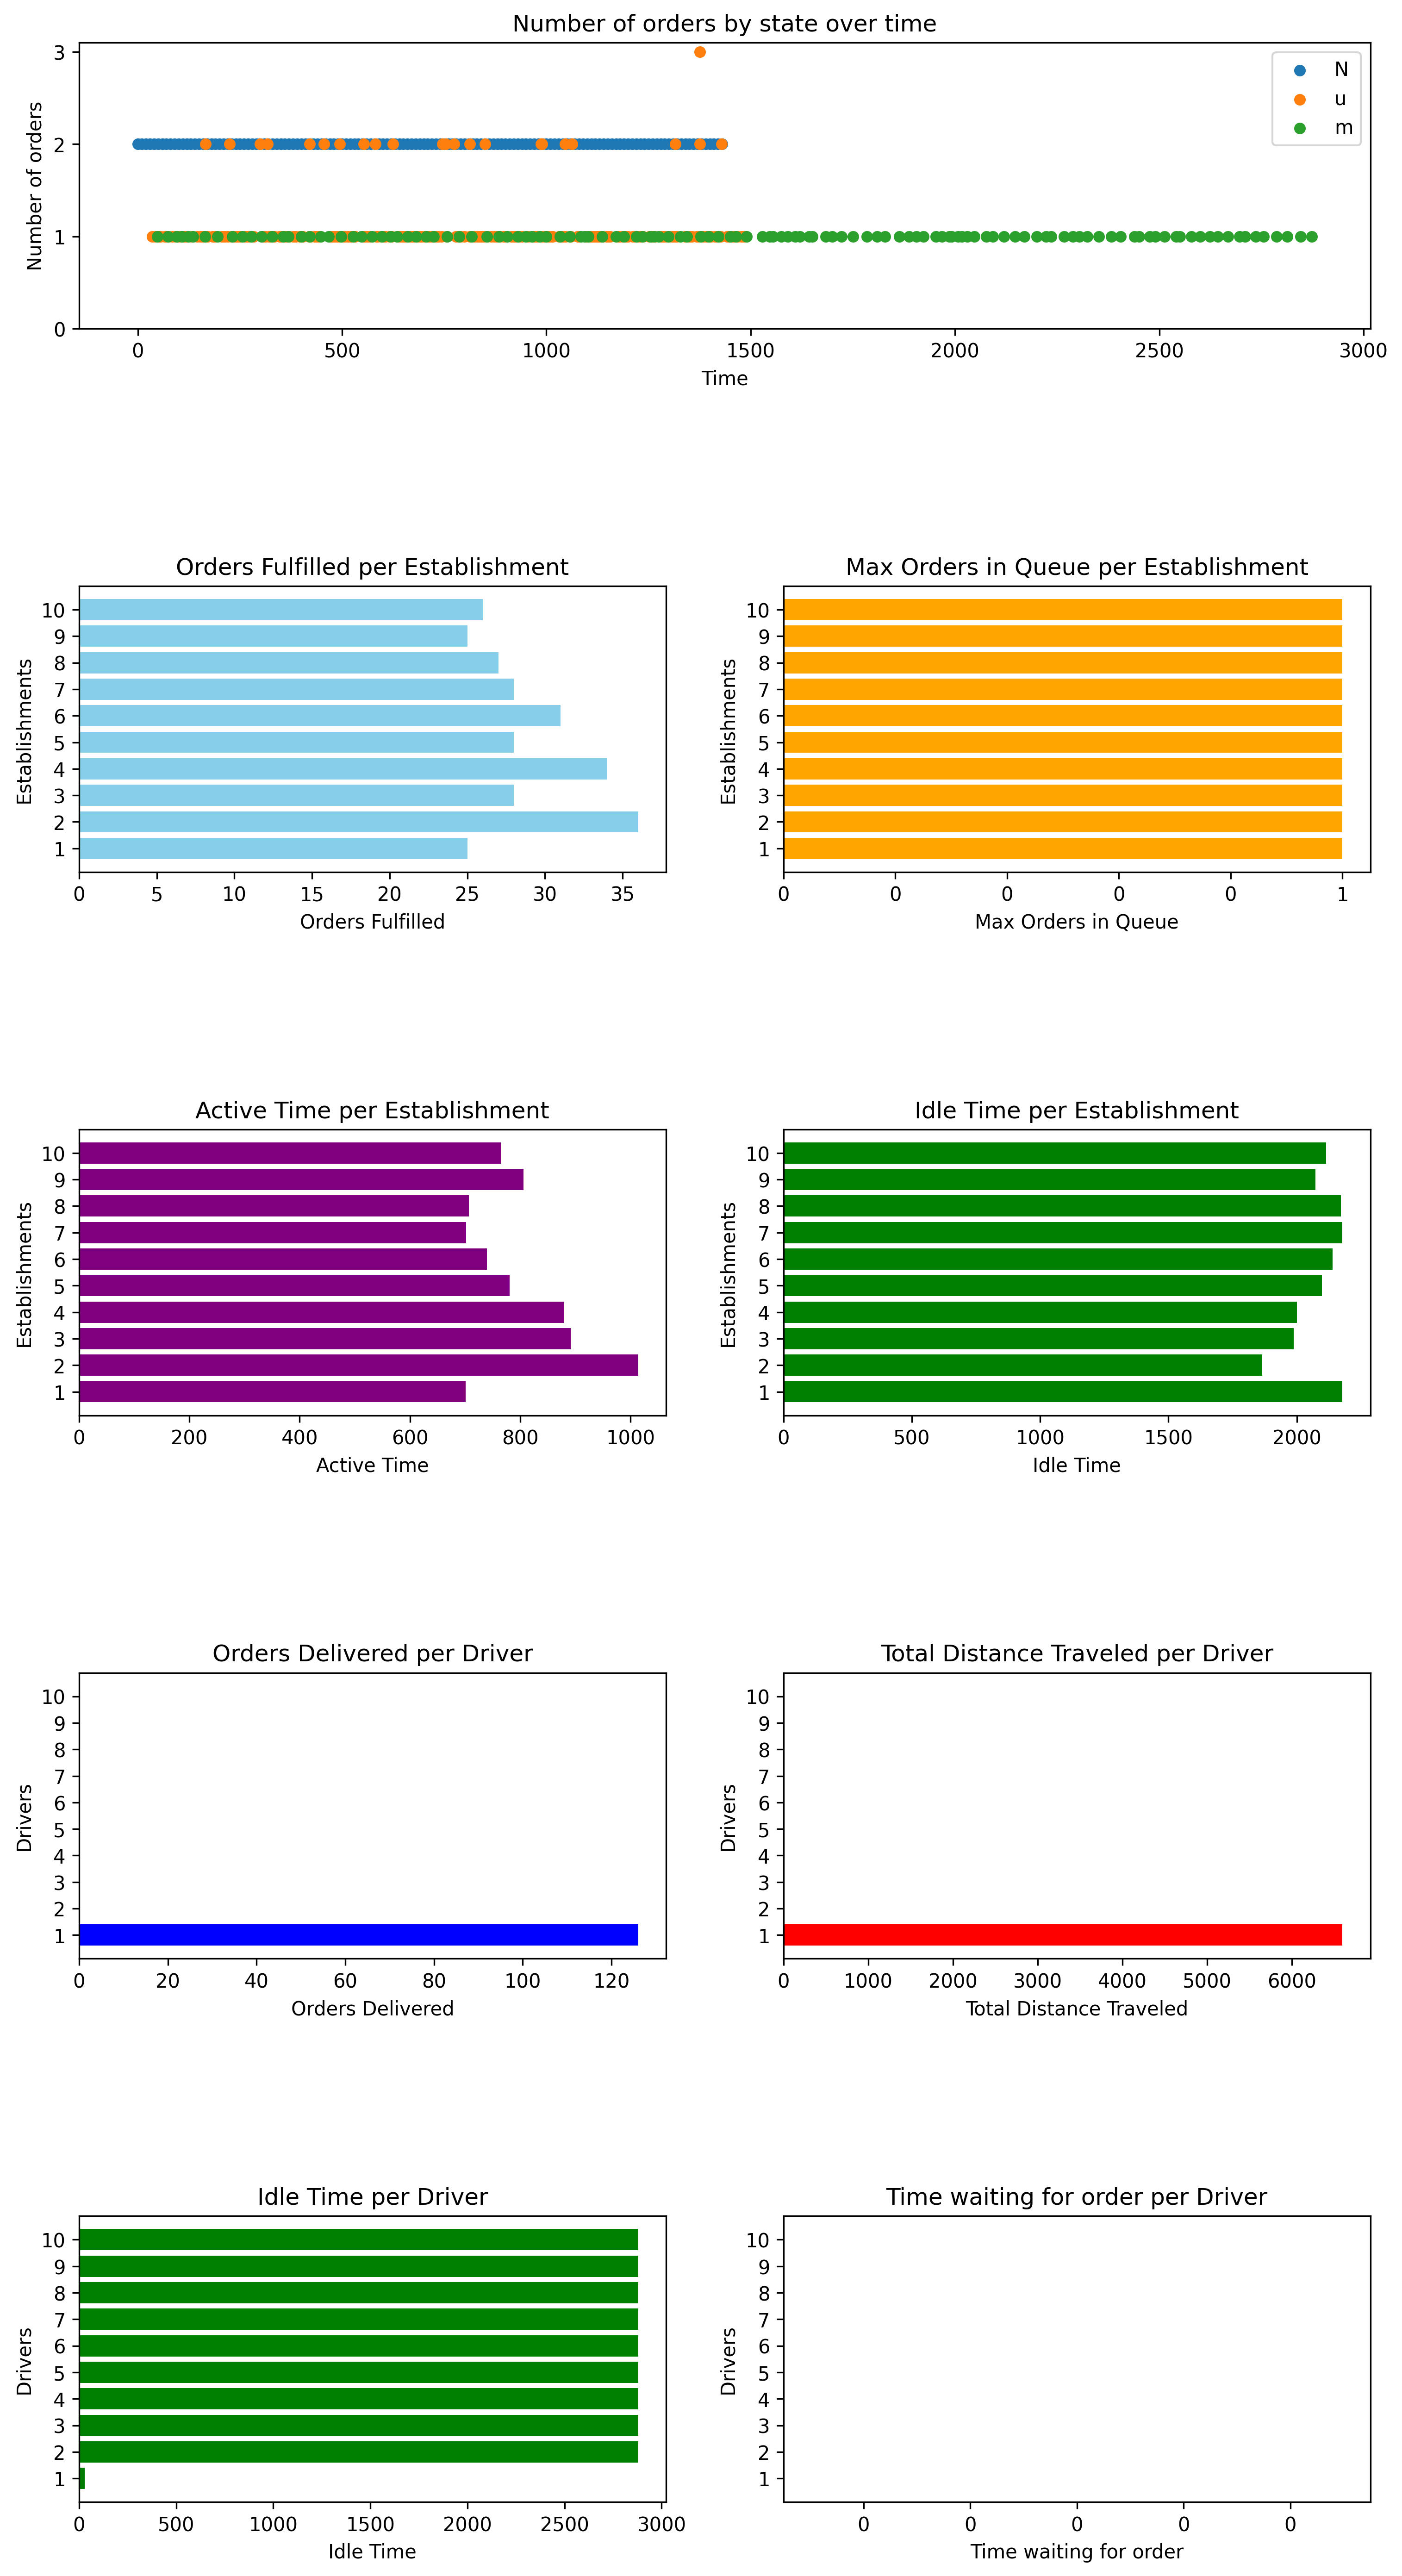 Number of orders by state over time
Number of orders
3
2
1
0
N
u
m
0 500 1000 1500 2000 2500 3000
Time
Orders Fulfilled per Establishment
Establishments
10
9
8
7
6
5
4
3
2
1
0 5 10 15 20 25 30 35
Orders Fulfilled
Max Orders in Queue per Establishment
Establishments
10
9
8
7
6
5
4
3
2
1
0 0 0 0 0 1
Max Orders in Queue
Active Time per Establishment
Establishments
10
9
8
7
6
5
4
3
2
1
0 200 400 600 800 1000
Active Time
Idle Time per Establishment
Establishments
10
9
8
7
6
5
4
3
2
1
0 500 1000 1500 2000
Idle Time
Orders Delivered per Driver
Drivers
10
9
8
7
6
5
4
3
2
1
0 20 40 60 80 100 120
Orders Delivered
Total Distance Traveled per Driver
Drivers
10
9
8
7
6
5
4
3
2
1
0 1000 2000 3000 4000 5000 6000
Total Distance Traveled
Idle Time per Driver
Drivers
10
9
8
7
6
5
4
3
2
1
0 500 1000 1500 2000 2500 3000
Idle Time
Time waiting for order per Driver
Drivers
10
9
8
7
6
5
4
3
2
1
0 0 0 0 0
Time waiting for order